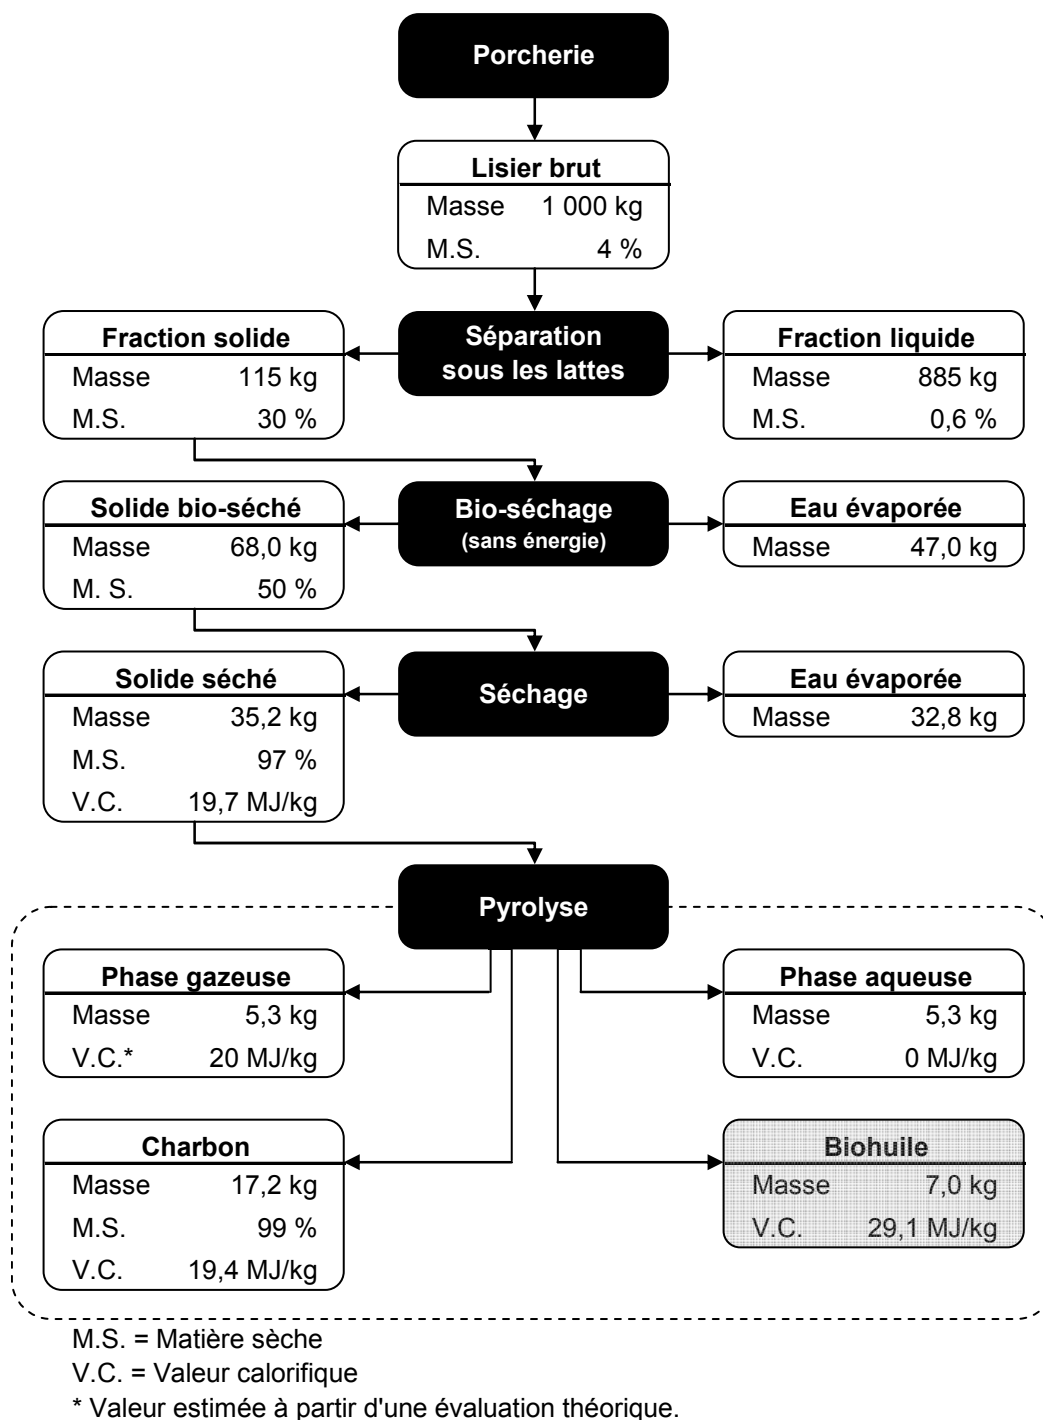 Porcherie
Lisier brut
Masse 1 000 kg
M.S. 4 %
Séparation
sous les lattes
Fraction solide
Masse 115 kg
M.S. 30 %
Fraction liquide
Masse 885 kg
M.S. 0,6 %
Bio-séchage
(sans énergie)
Solide bio-séché
Masse 68,0 kg
M. S. 50 %
Eau évaporée
Masse 47,0 kg
Séchage
Solide séché
Masse 35,2 kg
M.S. 97 %
V.C. 19,7 MJ/kg
Eau évaporée
Masse 32,8 kg
Pyrolyse
Phase gazeuse
Masse 5,3 kg
V.C.* 20 MJ/kg
Phase aqueuse
Masse 5,3 kg
V.C. 0 MJ/kg
Charbon
Masse 17,2 kg
M.S. 99 %
V.C. 19,4 MJ/kg
Biohuile
Masse 7,0 kg
V.C. 29,1 MJ/kg
M.S. = Matière sèche
V.C. = Valeur calorifique
* Valeur estimée à partir d'une évaluation théorique.